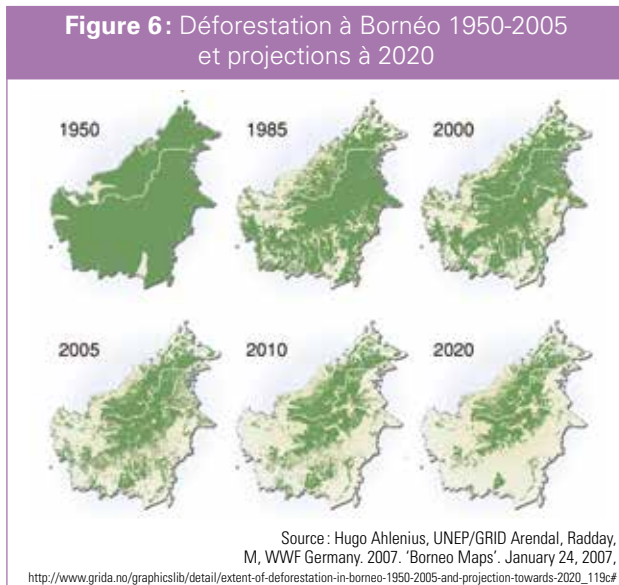 Figure 6 : Déforestation à Bornéo 1950-2005
et projections à 2020
1950
1985
2000
2005
2010
2020
Source : Hugo Ahlenius, UNEP/GRID Arendal, Radday,
M, WWF Germany. 2007. 'Borneo Maps'. January 24, 2007,
http://www.grida.no/graphicslib/detail/extent-of-deforestation-in-borneo-1950-2005-and-projection-towards-2020_119c#